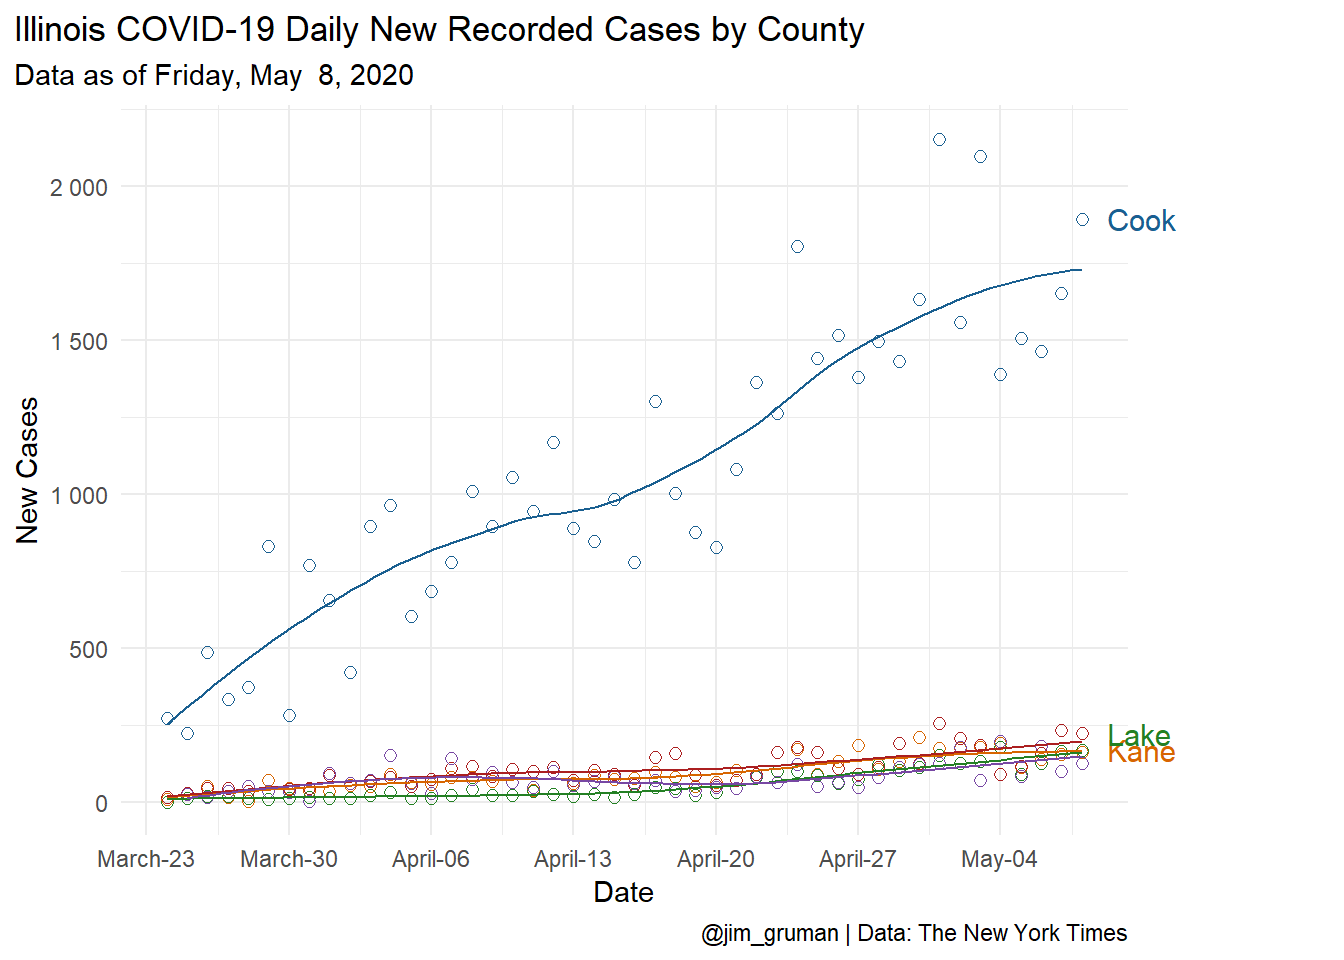 Illinois COVID-19 Daily New Recorded Cases by County
Data as of Friday, May  8, 2020
2 000
1 500
1 000
500
0
New Cases
Cook
Lake
Kane
March-23
March-30
April-06
April-13
April-20
April-27
May-04
Date
@jim_gruman | Data: The New York Times